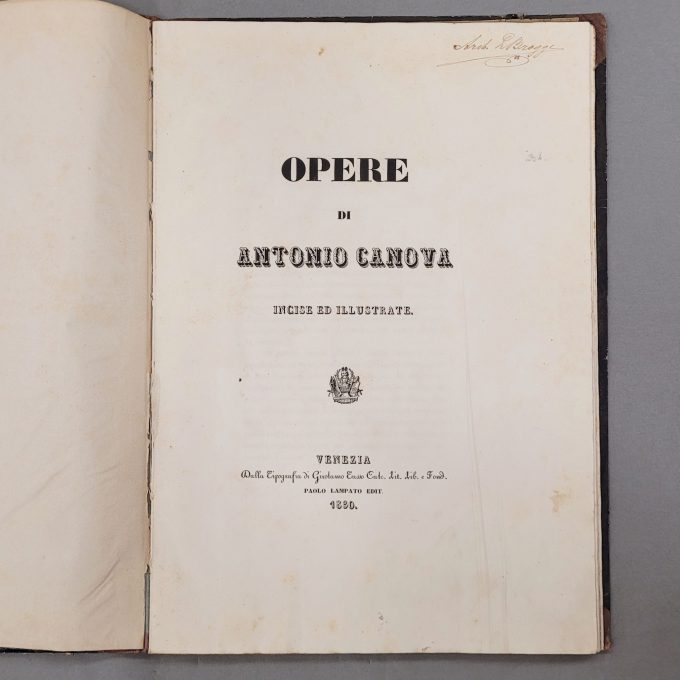 OPERE
DI
ANTONIO CANOVA
INCISE ED ILLUSTRATE.
VENEZIA
Dalla Tipografia di Girolamo Tasso Calc. Lit. Lib. e Fond.
PAOLO LAMPATO EDIT.